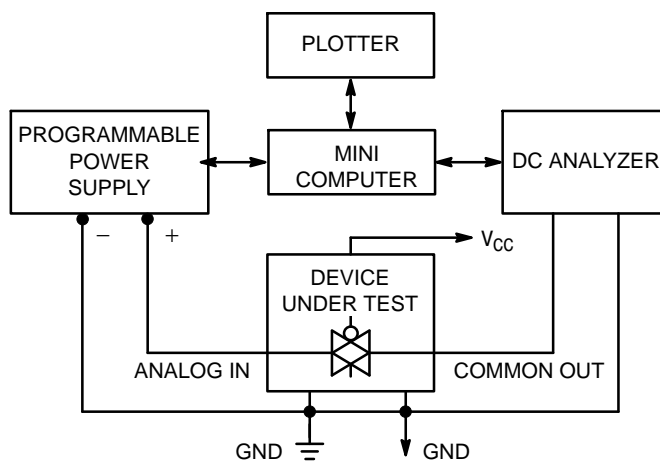 PLOTTER
PROGRAMMABLE
POWER
SUPPLY
MINI
COMPUTER
DC ANALYZER
− +
VCC
DEVICE
UNDER TEST
ANALOG IN
COMMON OUT
GND
GND